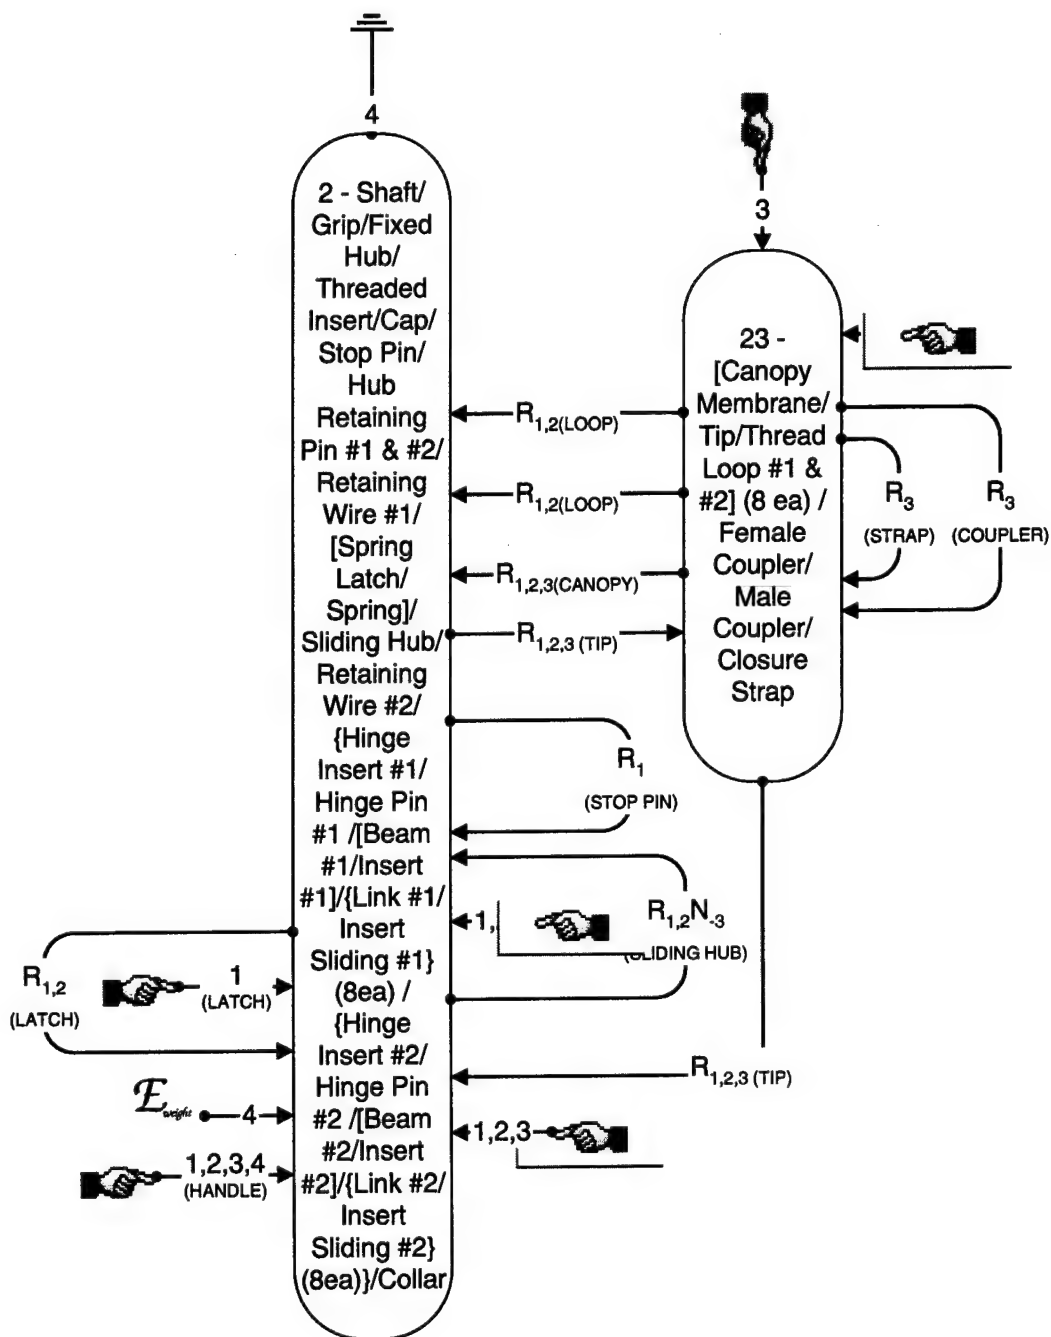 4
2 - Shaft/
Grip/Fixed
Hub/
Threaded
Insert/Cap/
Stop Pin/
Hub
Retaining
Pin #1 & #2/
Retaining
Wire #1/
[Spring
Latch/
Spring]/
Sliding Hub/
Retaining
Wire #2/
{Hinge
Insert #1/
Hinge Pin
#1 /[Beam
#1/Insert
#1]/{Link #1/
Insert
Sliding #1}
(8ea) /
{Hinge
Insert #2/
Hinge Pin
#2 /[Beam
#2/Insert
#2]/{Link #2/
Insert
Sliding #2}
(8ea)}/Collar
3
23 -
[Canopy
Membrane/
Tip/Thread
Loop #1 &
#2] (8 ea) /
Female
Coupler/
Male
Coupler/
Closure
Strap
R1,2(LOOP)
R1,2(LOOP)
R1,2,3(CANOPY)
R1,2,3 (TIP)
R3
(STRAP)
R3
(COUPLER)
R1
(STOP PIN)
1,
R1,2N-3
(SLIDING HUB)
R1,2
(LATCH)
1
(LATCH)
R1,2,3 (TIP)
Eweight
4
1,2,3
1,2,3,4
(HANDLE)